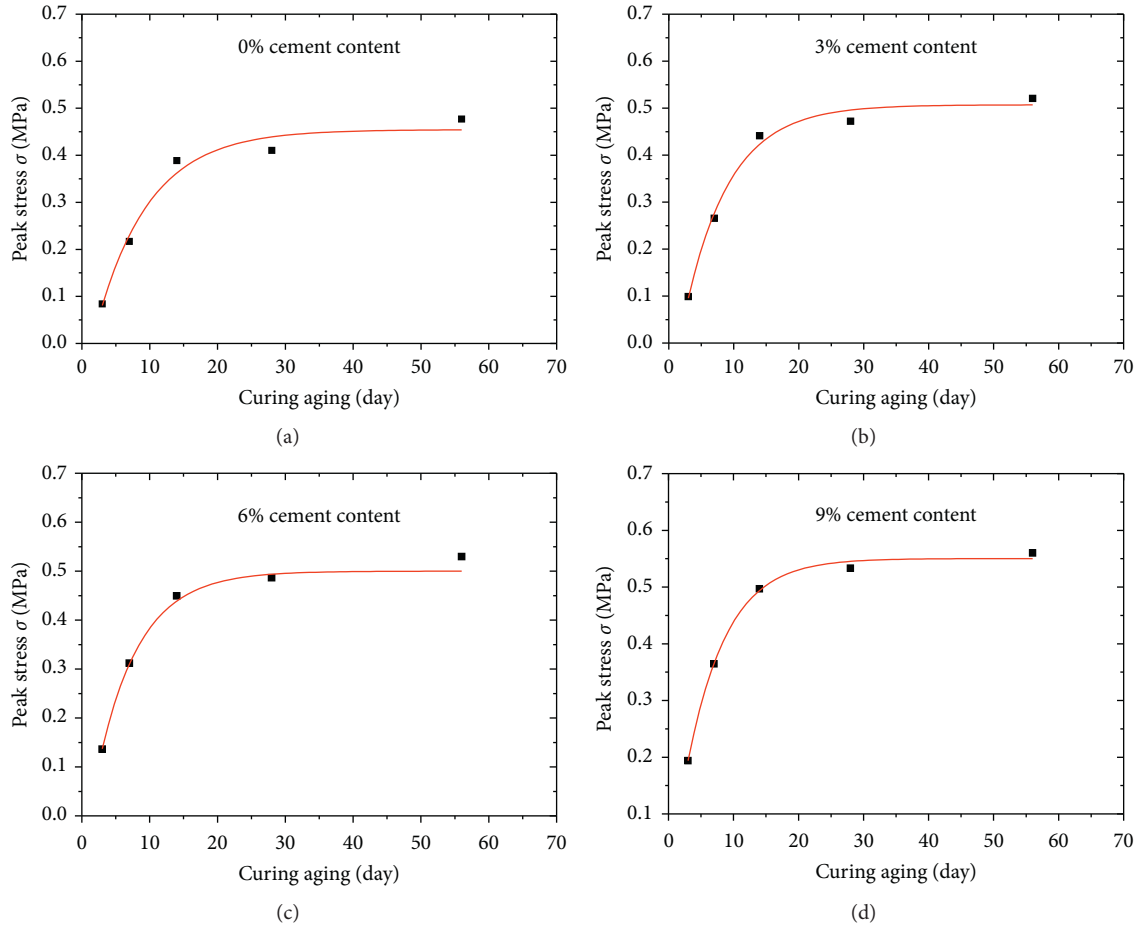 0.7
0.6
0.5
0.4
0.3
0.2
0.1
0.0
Peak stress σ (MPa)
0% cement content
0 10 20 30 40 50 60 70
Curing aging (day)
(a)
0.7
0.6
0.5
0.4
0.3
0.2
0.1
0.0
Peak stress σ (MPa)
3% cement content
0 10 20 30 40 50 60 70
Curing aging (day)
(b)
0.7
0.6
0.5
0.4
0.3
0.2
0.1
0.0
Peak stress σ (MPa)
6% cement content
0 10 20 30 40 50 60 70
Curing aging (day)
(c)
0.7
0.6
0.5
0.4
0.3
0.2
0.1
Peak stress σ (MPa)
9% cement content
0 10 20 30 40 50 60 70
Curing aging (day)
(d)